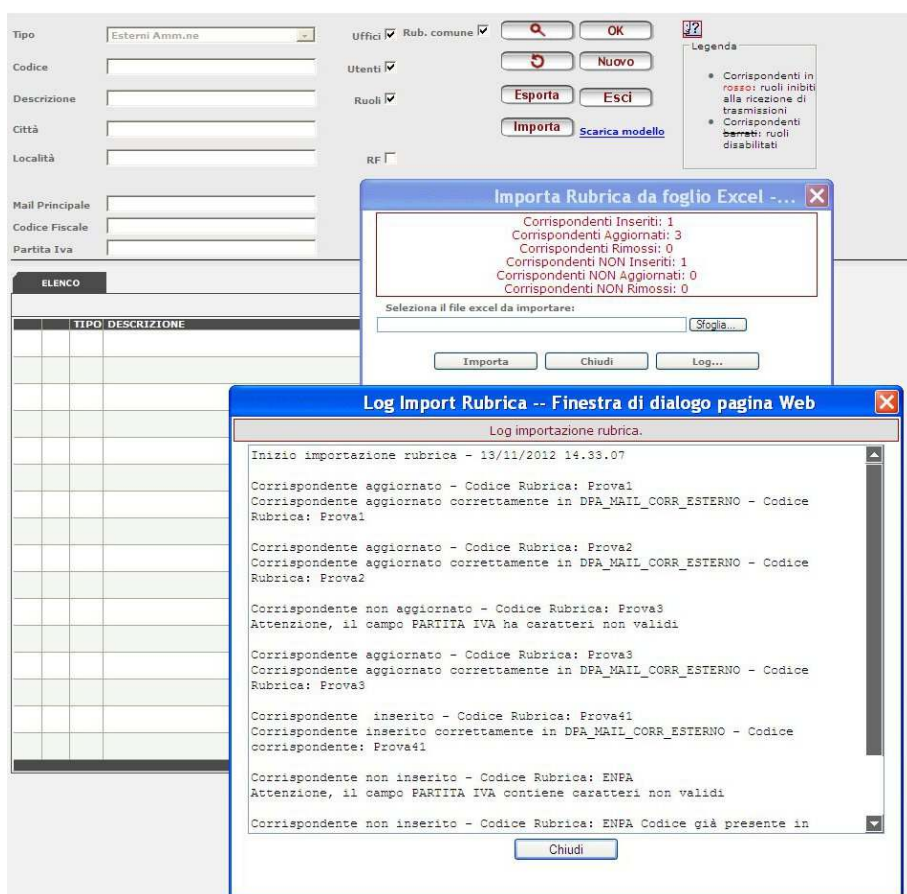 Tipo
Esterni Amm.ne
Uffici
Rub. comune
OK
Codice
Utenti
Nuovo
Descrizione
Ruoli
Esporta
Esci
Città
Importa
Scarica modello
Località
RF
Mail Principale
Codice Fiscale
Partita Iva
Legenda
Corrispondenti in
rosso: ruoli inibiti
alla ricezione di
trasmissioni
Corrispondenti
barrati: ruoli
disabilitati
ELENCO
TIPO DESCRIZIONE
Importa Rubrica da foglio Excel -...
Corrispondenti Inseriti: 1
Corrispondenti Aggiornati: 3
Corrispondenti Rimossi: 0
Corrispondenti NON Inseriti: 1
Corrispondenti NON Aggiornati: 0
Corrispondenti NON Rimossi: 0
Seleziona il file excel da importare:
Sfoglia...
Importa
Chiudi
Log...
Log Import Rubrica -- Finestra di dialogo pagina Web
Log importazione rubrica.
Inizio importazione rubrica - 13/11/2012 14.33.07
Corrispondente aggiornato - Codice Rubrica: Prova1
Corrispondente aggiornato correttamente in DPA_MAIL_CORR_ESTERNO - Codice
Rubrica: Prova1
Corrispondente aggiornato - Codice Rubrica: Prova2
Corrispondente aggiornato correttamente in DPA_MAIL_CORR_ESTERNO - Codice
Rubrica: Prova2
Corrispondente non aggiornato - Codice Rubrica: Prova3
Attenzione, il campo PARTITA IVA ha caratteri non validi
Corrispondente aggiornato - Codice Rubrica: Prova3
Corrispondente aggiornato correttamente in DPA_MAIL_CORR_ESTERNO - Codice
Rubrica: Prova3
Corrispondente  inserito - Codice Rubrica: Prova41
Corrispondente inserito correttamente in DPA_MAIL_CORR_ESTERNO - Codice
corrispondente: Prova41
Corrispondente non inserito - Codice Rubrica: ENPA
Attenzione, il campo PARTITA IVA contiene caratteri non validi
Corrispondente non inserito - Codice Rubrica: ENPA Codice già presente in
Chiudi